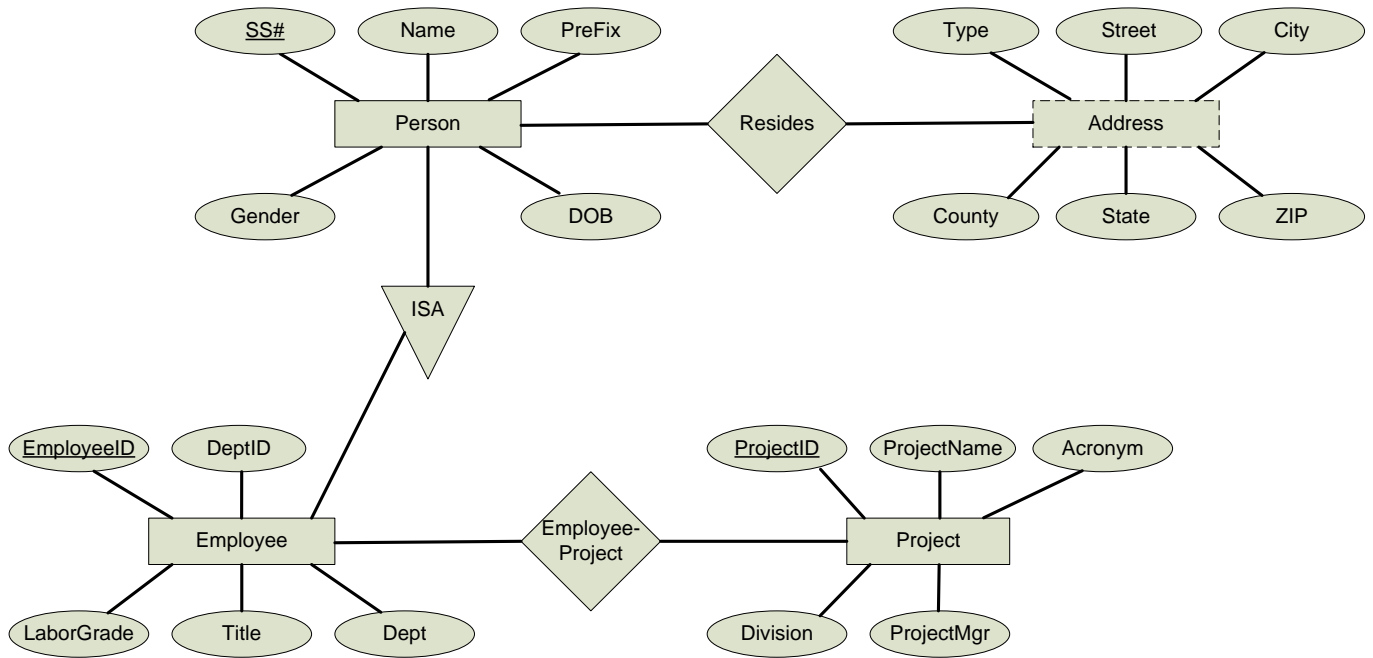 SS#
Name
PreFix
Type
Street
City
Person
Resides
Address
Gender
DOB
County
State
ZIP
ISA
EmployeeID
DeptID
ProjectID
ProjectName
Acronym
Employee
Employee-
Project
Project
LaborGrade
Title
Dept
Division
ProjectMgr